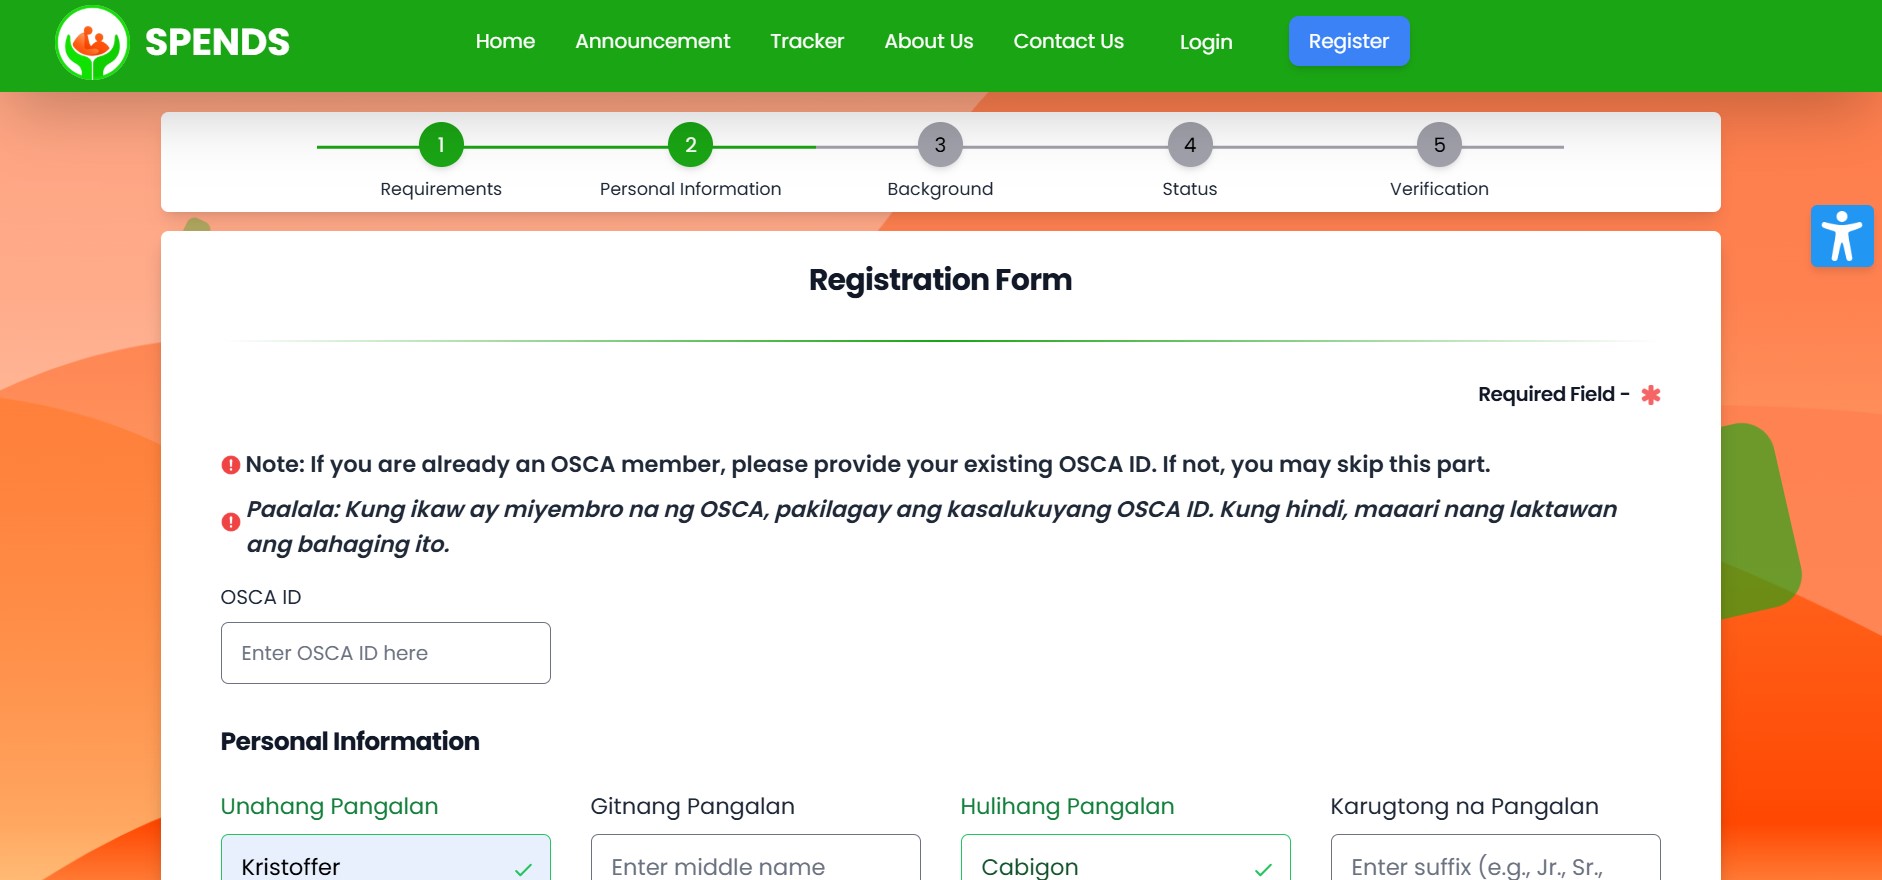 SPENDS
Home Announcement Tracker About Us Contact Us Login Register
1 2 3 4 5
Requirements Personal Information Background Status Verification
Registration Form
Required Field - *
Note: If you are already an OSCA member, please provide your existing OSCA ID. If not, you may skip this part.
Paalala: Kung ikaw ay miyembro na ng OSCA, pakilagay ang kasalukuyang OSCA ID. Kung hindi, maaari nang laktawan
ang bahaging ito.
OSCA ID
Enter OSCA ID here
Personal Information
Unahang Pangalan Gitnang Pangalan Hulihang Pangalan Karugtong na Pangalan
Kristoffer Enter middle name Cabigon Enter suffix (e.g., Jr., Sr.,